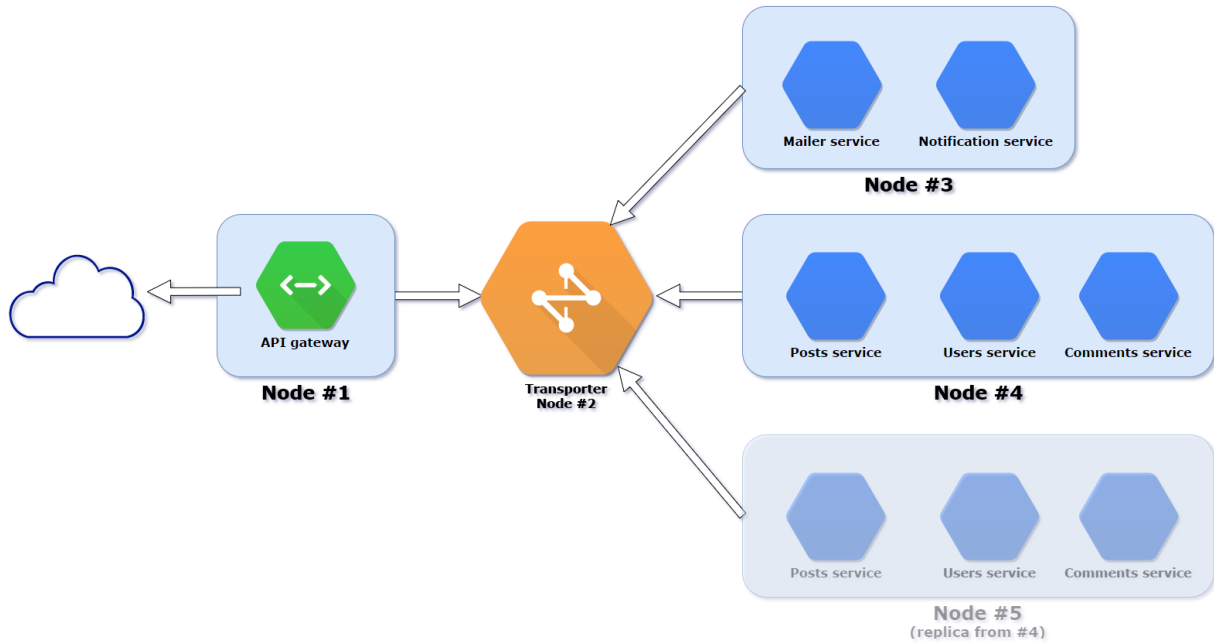 Mailer service
Notification service
Node #3
API gateway
Node #1
Transporter
Node #2
Posts service
Users service
Comments service
Node #4
Posts service
Users service
Comments service
Node #5
(replica from #4)